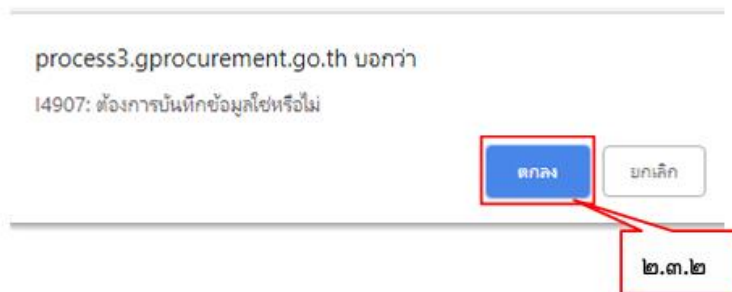 process3.gprocurement.go.th บอกว่า
I4907: ต้องการบันทึกข้อมูลใช่หรือไม่
ตกลง ยกเลิก
๒.๓.๒